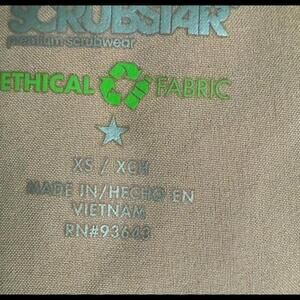 SCRUBSTAR
premium scrubwear
ETHICAL FABRIC
XS / XCH
MADE IN/HECHO EN
VIETNAM
RN#93643